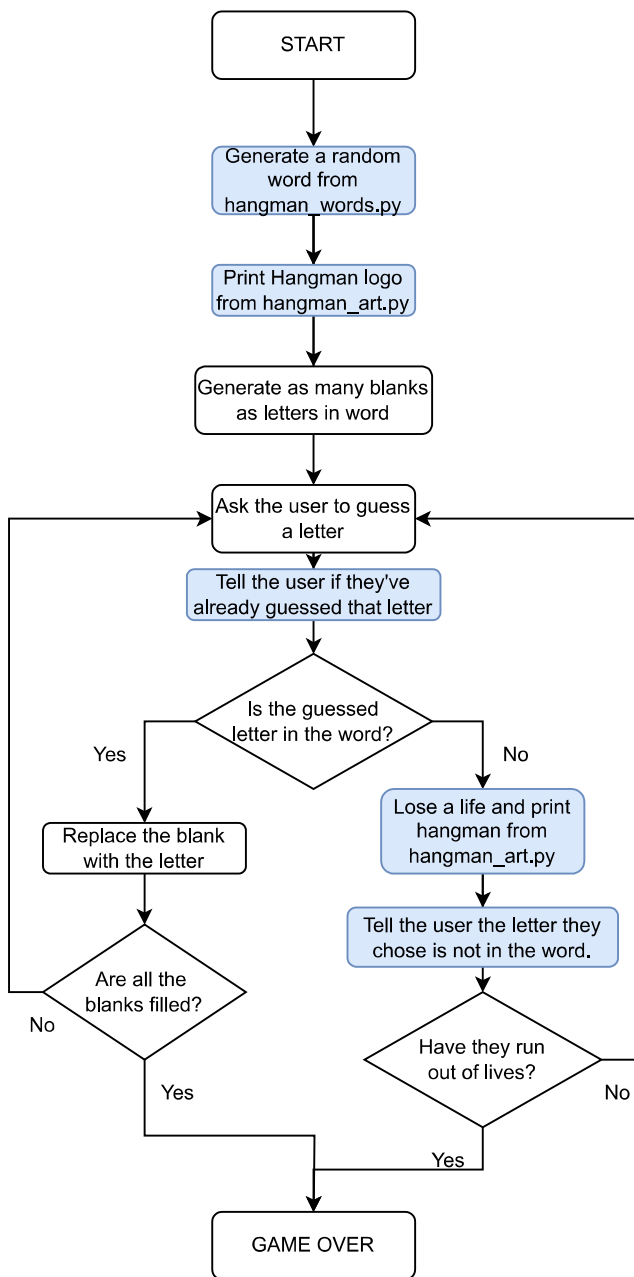 START
Generate a random
word from
hangman_words.py
Print Hangman logo
from hangman_art.py
Generate as many blanks
as letters in word
Ask the user to guess
a letter
Tell the user if they've
already guessed that letter
Is the guessed
letter in the word?
Yes
No
Replace the blank
with the letter
Lose a life and print
hangman from
hangman_art.py
Tell the user the letter they
chose is not in the word.
Are all the
blanks filled?
No
Yes
Have they run
out of lives?
No
Yes
GAME OVER